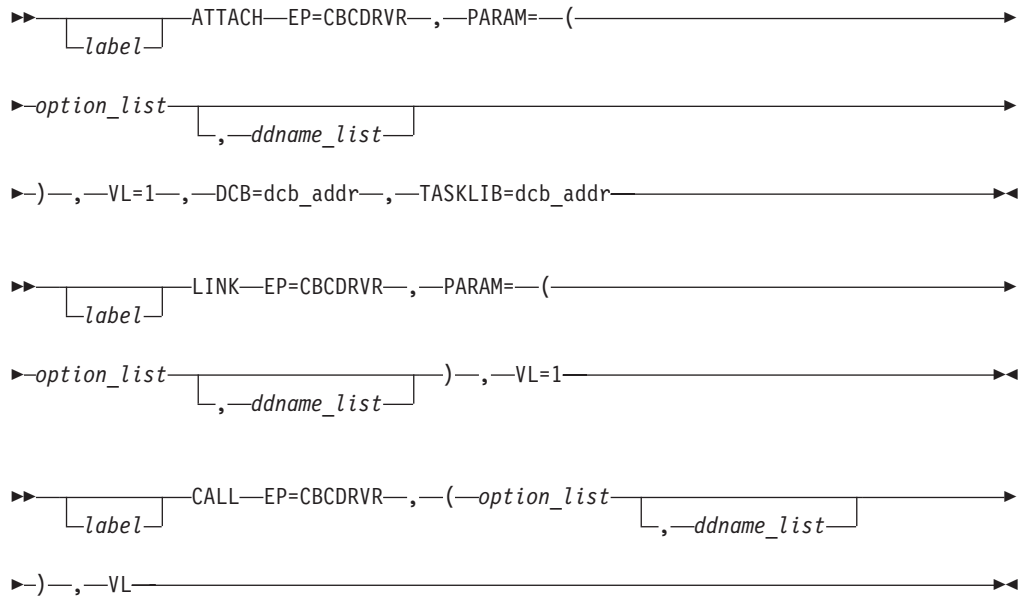 ATTACH EP=CBCDRVR , PARAM= (
label
option_list
, ddname_list
) , VL=1 , DCB=dcb_addr , TASKLIB=dcb_addr
LINK EP=CBCDRVR , PARAM= (
label
option_list ) , VL=1
, ddname_list
CALL EP=CBCDRVR , ( option_list
label , ddname_list
) , VL